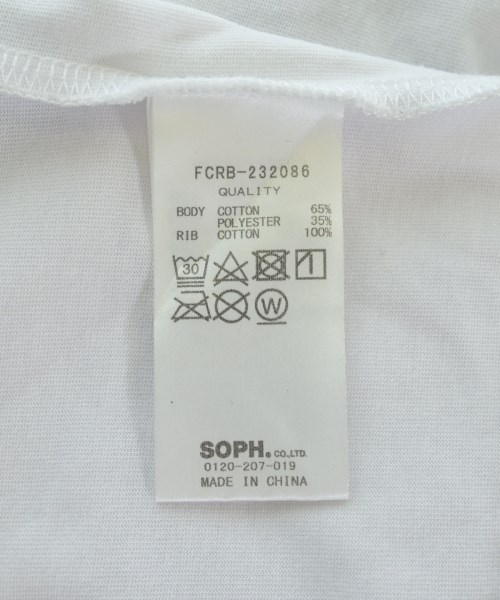 FCRB-232086
QUALITY
BODY COTTON 65%
POLYESTER 35%
RIB COTTON 100%
30
W
SOPH. CO.,LTD.
0120-207-019
MADE IN CHINA